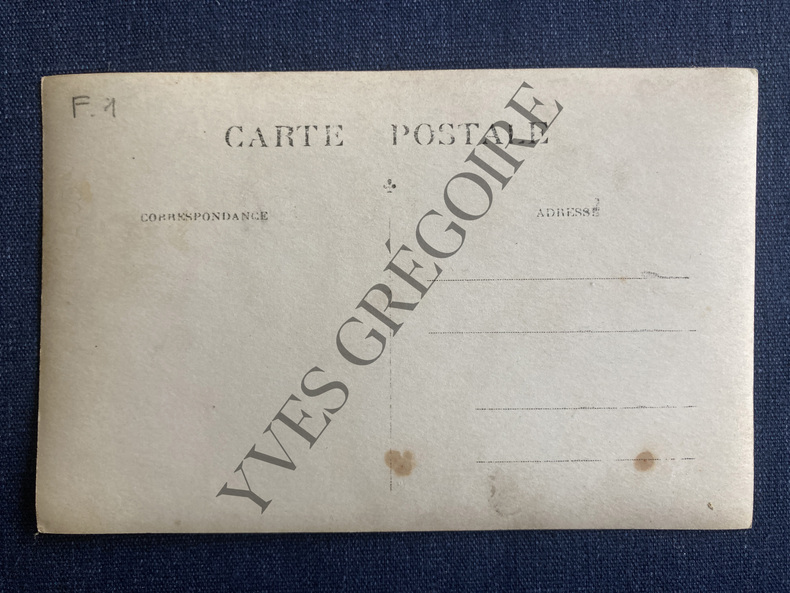 F.1
CARTE POSTALE
CORRESPONDANCE
ADRESSE
YVES GRÉGOIRE